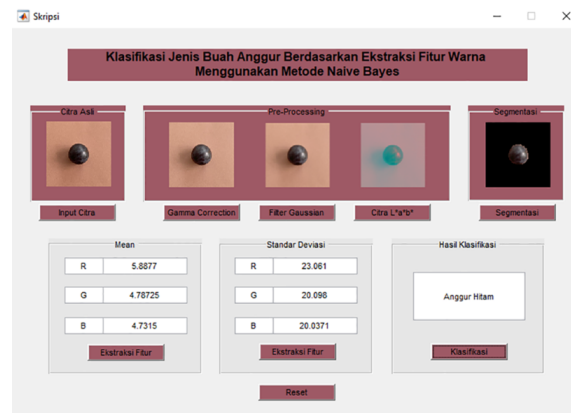 Skripsi
Klasifikasi Jenis Buah Anggur Berdasarkan Ekstraksi Fitur Warna
Menggunakan Metode Naive Bayes
Citra Asli
Pre-Processing
Segmentasi
Input Citra
Gamma Correction
Filter Gaussian
Citra L*a*b*
Segmentasi
Mean
R 5.8877
G 4.78725
B 4.7315
Ekstraksi Fitur
Standar Deviasi
R 23.061
G 20.098
B 20.0371
Ekstraksi Fitur
Hasil Klasifikasi
Anggur Hitam
Klasifikasi
Reset